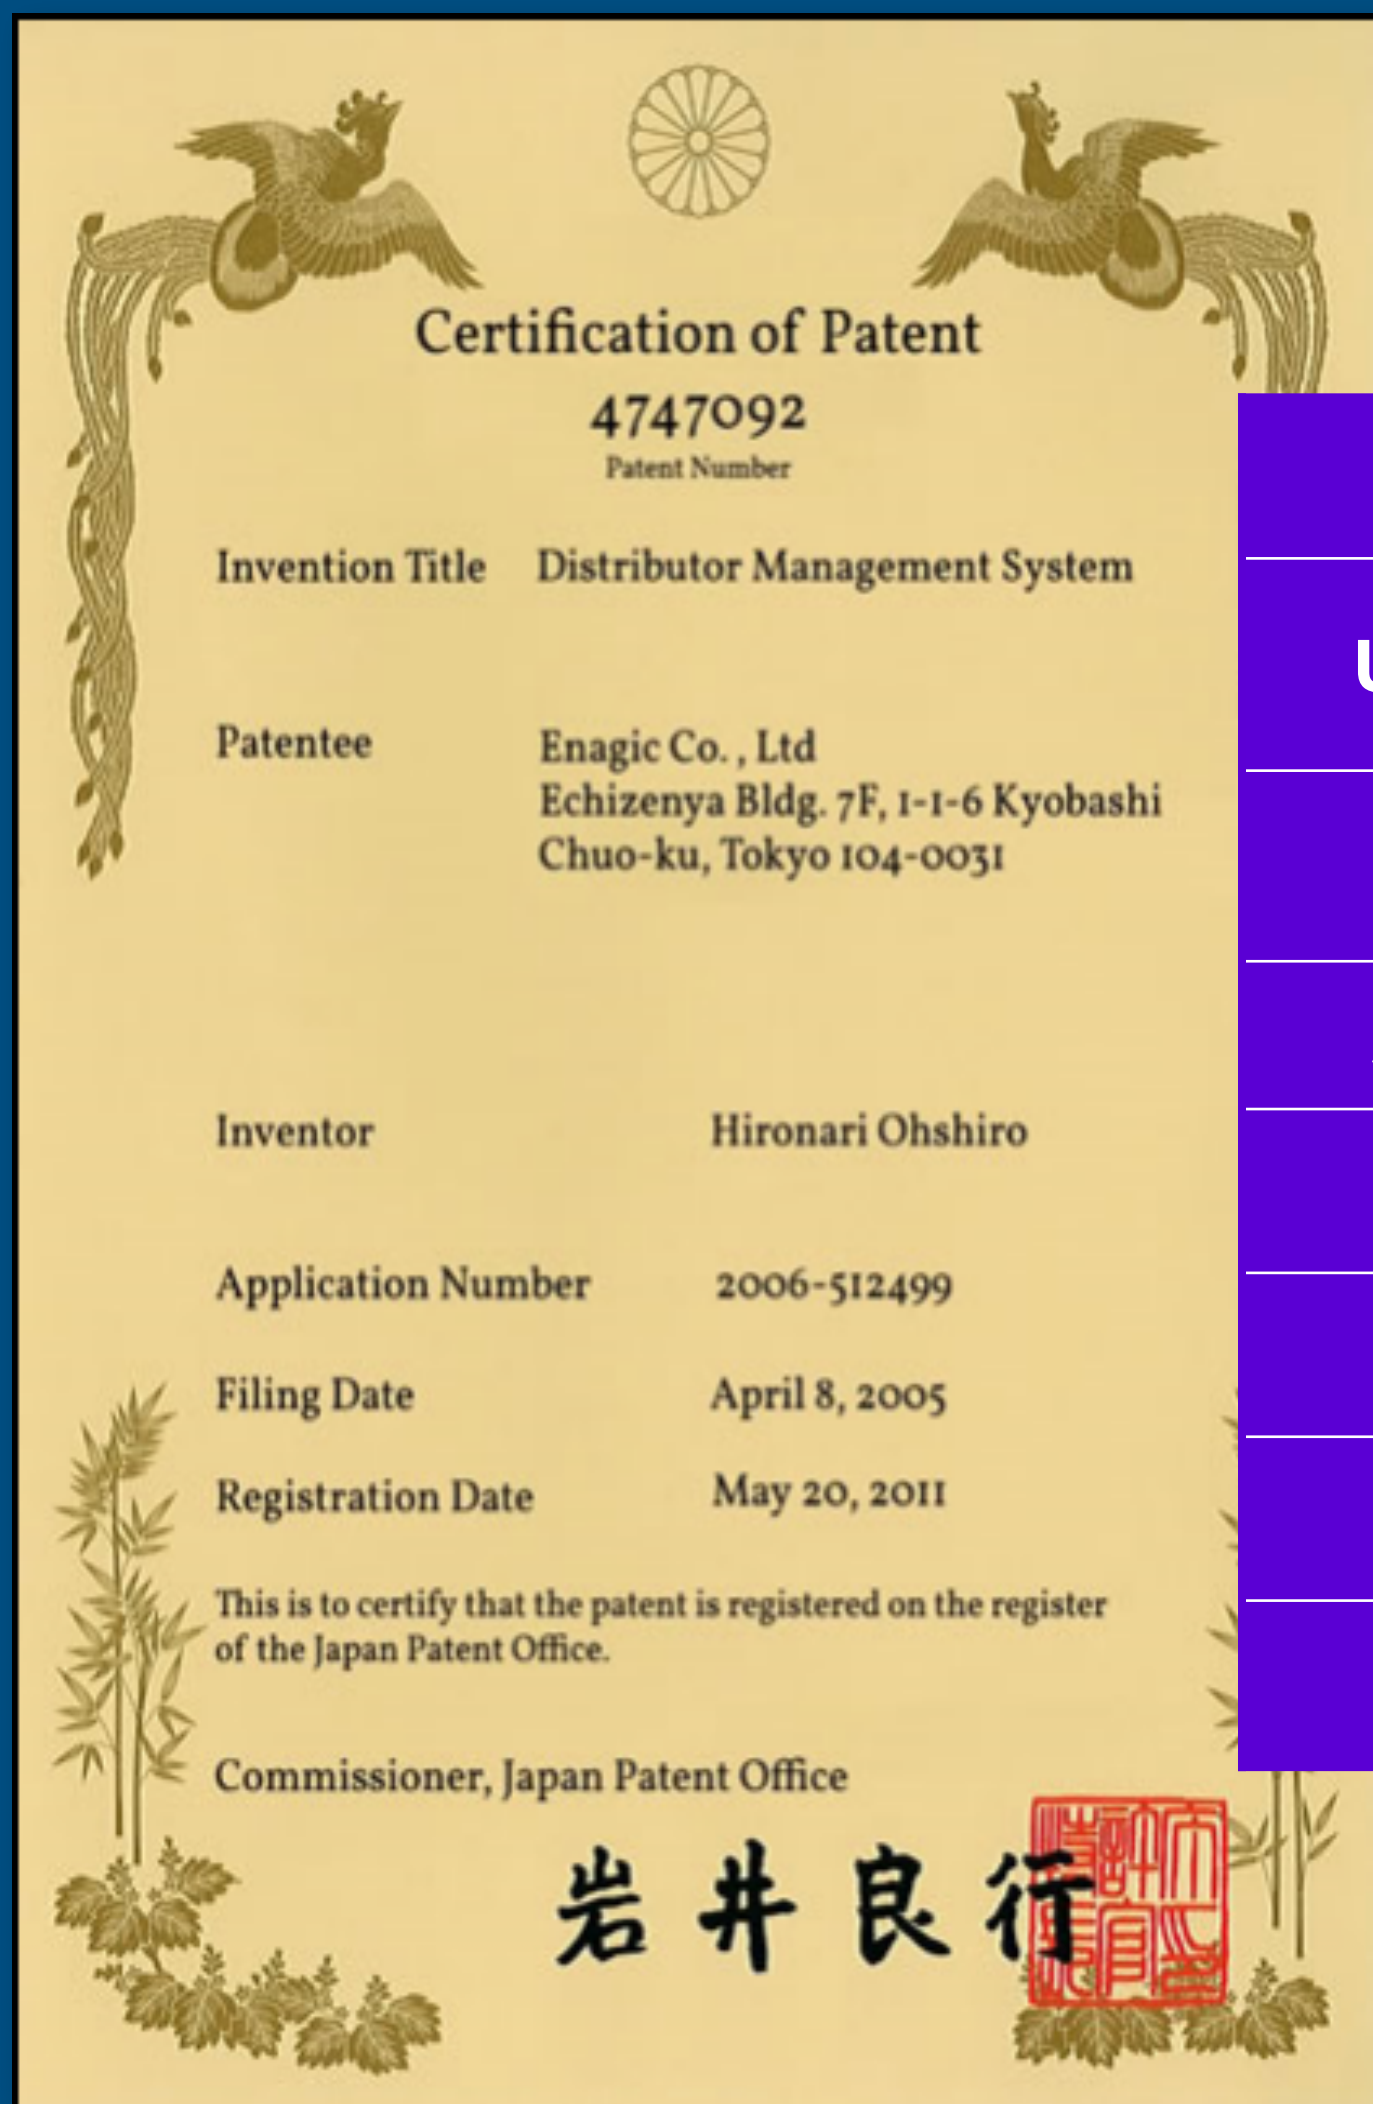 Certification of Patent
4747092
Patent Number
Invention Title Distributor Management System
Patentee Enagic Co. , Ltd
Echizenya Bldg. 7F, 1-1-6 Kyobashi
Chuo-ku, Tokyo 104-0031
Inventor Hironari Ohshiro
Application Number 2006-512499
Filing Date April 8, 2005
Registration Date May 20, 2011
This is to certify that the patent is registered on the register
of the Japan Patent Office.
Commissioner, Japan Patent Office
岩井良行